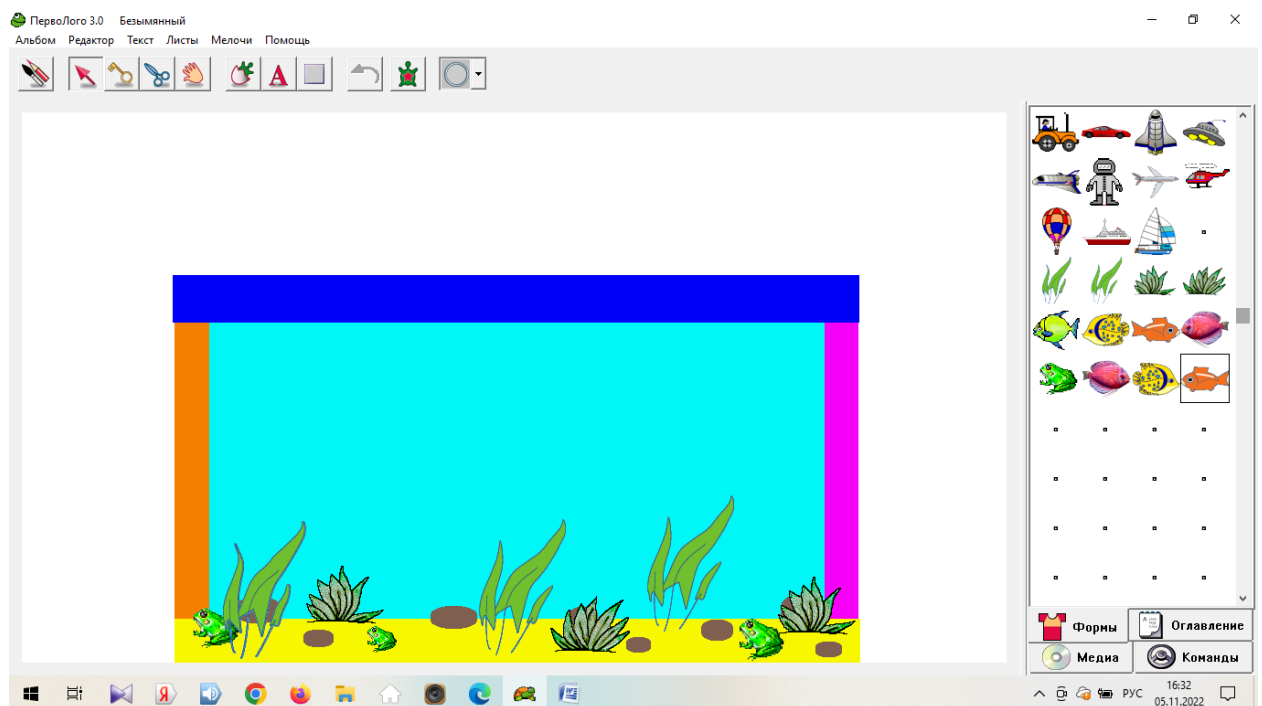 ПервоЛого 3.0 Безымянный
Альбом Редактор Текст Листы Мелочи Помощь
A
Формы
Оглавление
Медиа
Команды
Я
W
РУС
16:32
05.11.2022